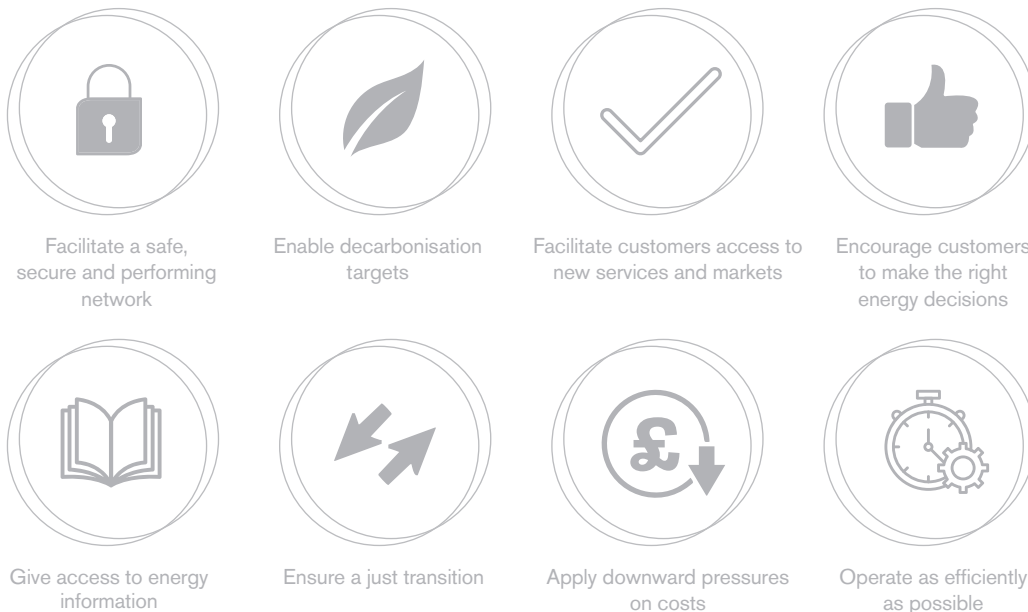 Facilitate a safe,
secure and performing
network
Enable decarbonisation
targets
Facilitate customers access to
new services and markets
Encourage customers
to make the right
energy decisions
Give access to energy
information
Ensure a just transition
£
Apply downward pressures
on costs
Operate as efficiently
as possible